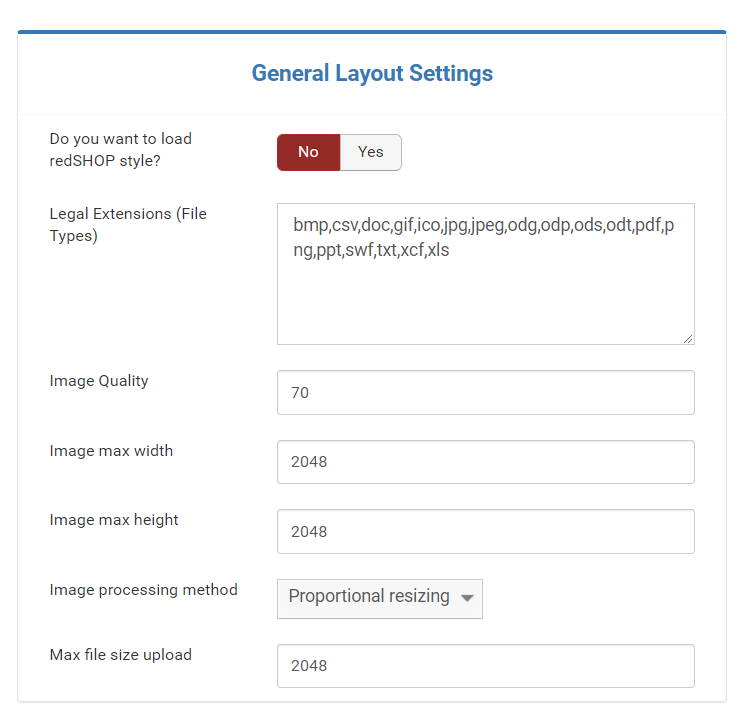 General Layout Settings
Do you want to load
redSHOP style?
No Yes
Legal Extensions (File
Types)
bmp,csv,doc,gif,ico,jpg,jpeg,odg,odp,ods,odt,pdf,p
ng,ppt,swf,txt,xcf,xls
Image Quality
70
Image max width
2048
Image max height
2048
Image processing method
Proportional resizing
Max file size upload
2048